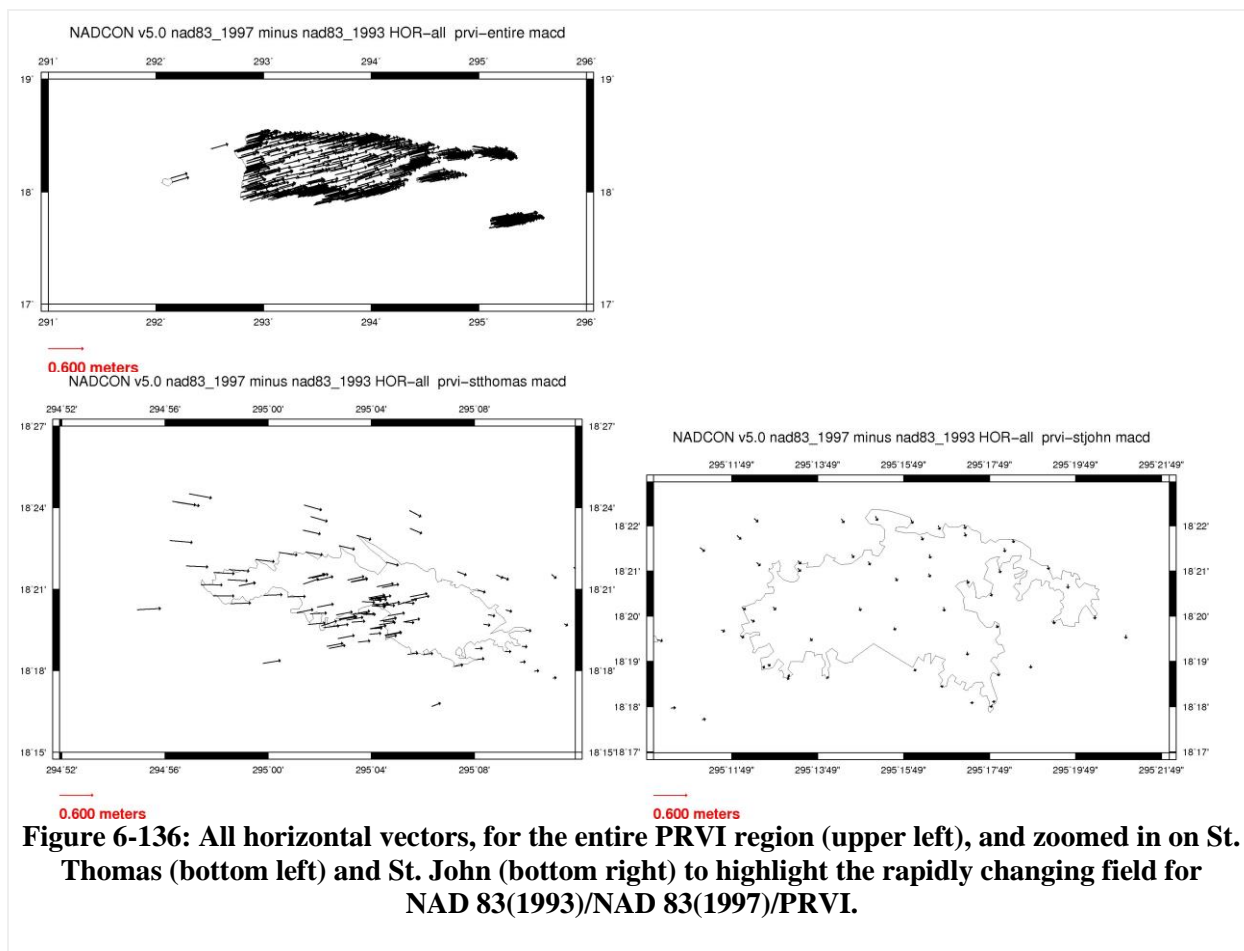 NADCON v5.0 nad83_1997 minus nad83_1993 HOR−all prvi−entire macd
291˚ 292˚ 293˚ 294˚ 295˚ 296˚
19˚ 19˚
18˚ 18˚
17˚ 17˚
291˚ 292˚ 293˚ 294˚ 295˚ 296˚
0.600 meters
NADCON v5.0 nad83_1997 minus nad83_1993 HOR−all prvi−stthomas macd
294˚52' 294˚56' 295˚00' 295˚04' 295˚08'
18˚27' 18˚27'
18˚24' 18˚24'
18˚21' 18˚21'
18˚18' 18˚18'
18˚15' 18˚15'
294˚52' 294˚56' 295˚00' 295˚04' 295˚08'
0.600 meters
NADCON v5.0 nad83_1997 minus nad83_1993 HOR−all prvi−stjohn macd
295˚11'49" 295˚13'49" 295˚15'49" 295˚17'49" 295˚19'49" 295˚21'49"
18˚22' 18˚22'
18˚21' 18˚21'
18˚20' 18˚20'
18˚19' 18˚19'
18˚18' 18˚18'
18˚17' 18˚17'
295˚11'49" 295˚13'49" 295˚15'49" 295˚17'49" 295˚19'49" 295˚21'49"
0.600 meters
Figure 6-136: All horizontal vectors, for the entire PRVI region (upper left), and zoomed in on St.
Thomas (bottom left) and St. John (bottom right) to highlight the rapidly changing field for
NAD 83(1993)/NAD 83(1997)/PRVI.